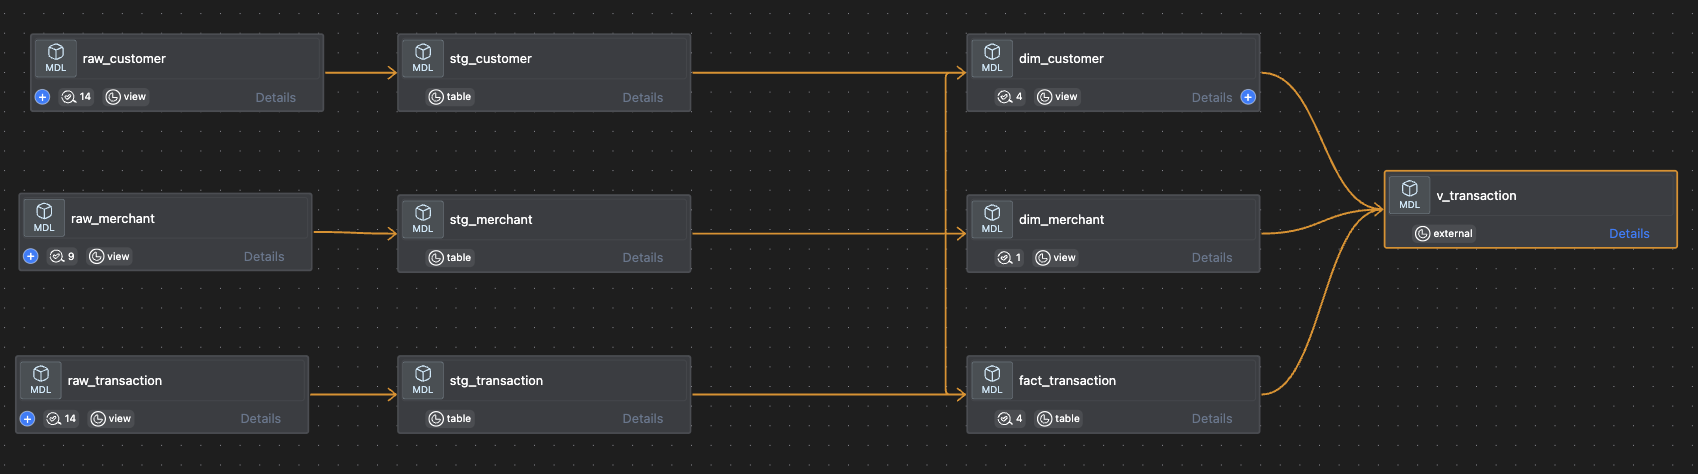 raw_customer
MDL
14
view
Details
stg_customer
MDL
table
Details
dim_customer
MDL
4
view
Details
raw_merchant
MDL
9
view
Details
stg_merchant
MDL
table
Details
dim_merchant
MDL
1
view
Details
v_transaction
MDL
external
Details
raw_transaction
MDL
14
view
Details
stg_transaction
MDL
table
Details
fact_transaction
MDL
4
table
Details